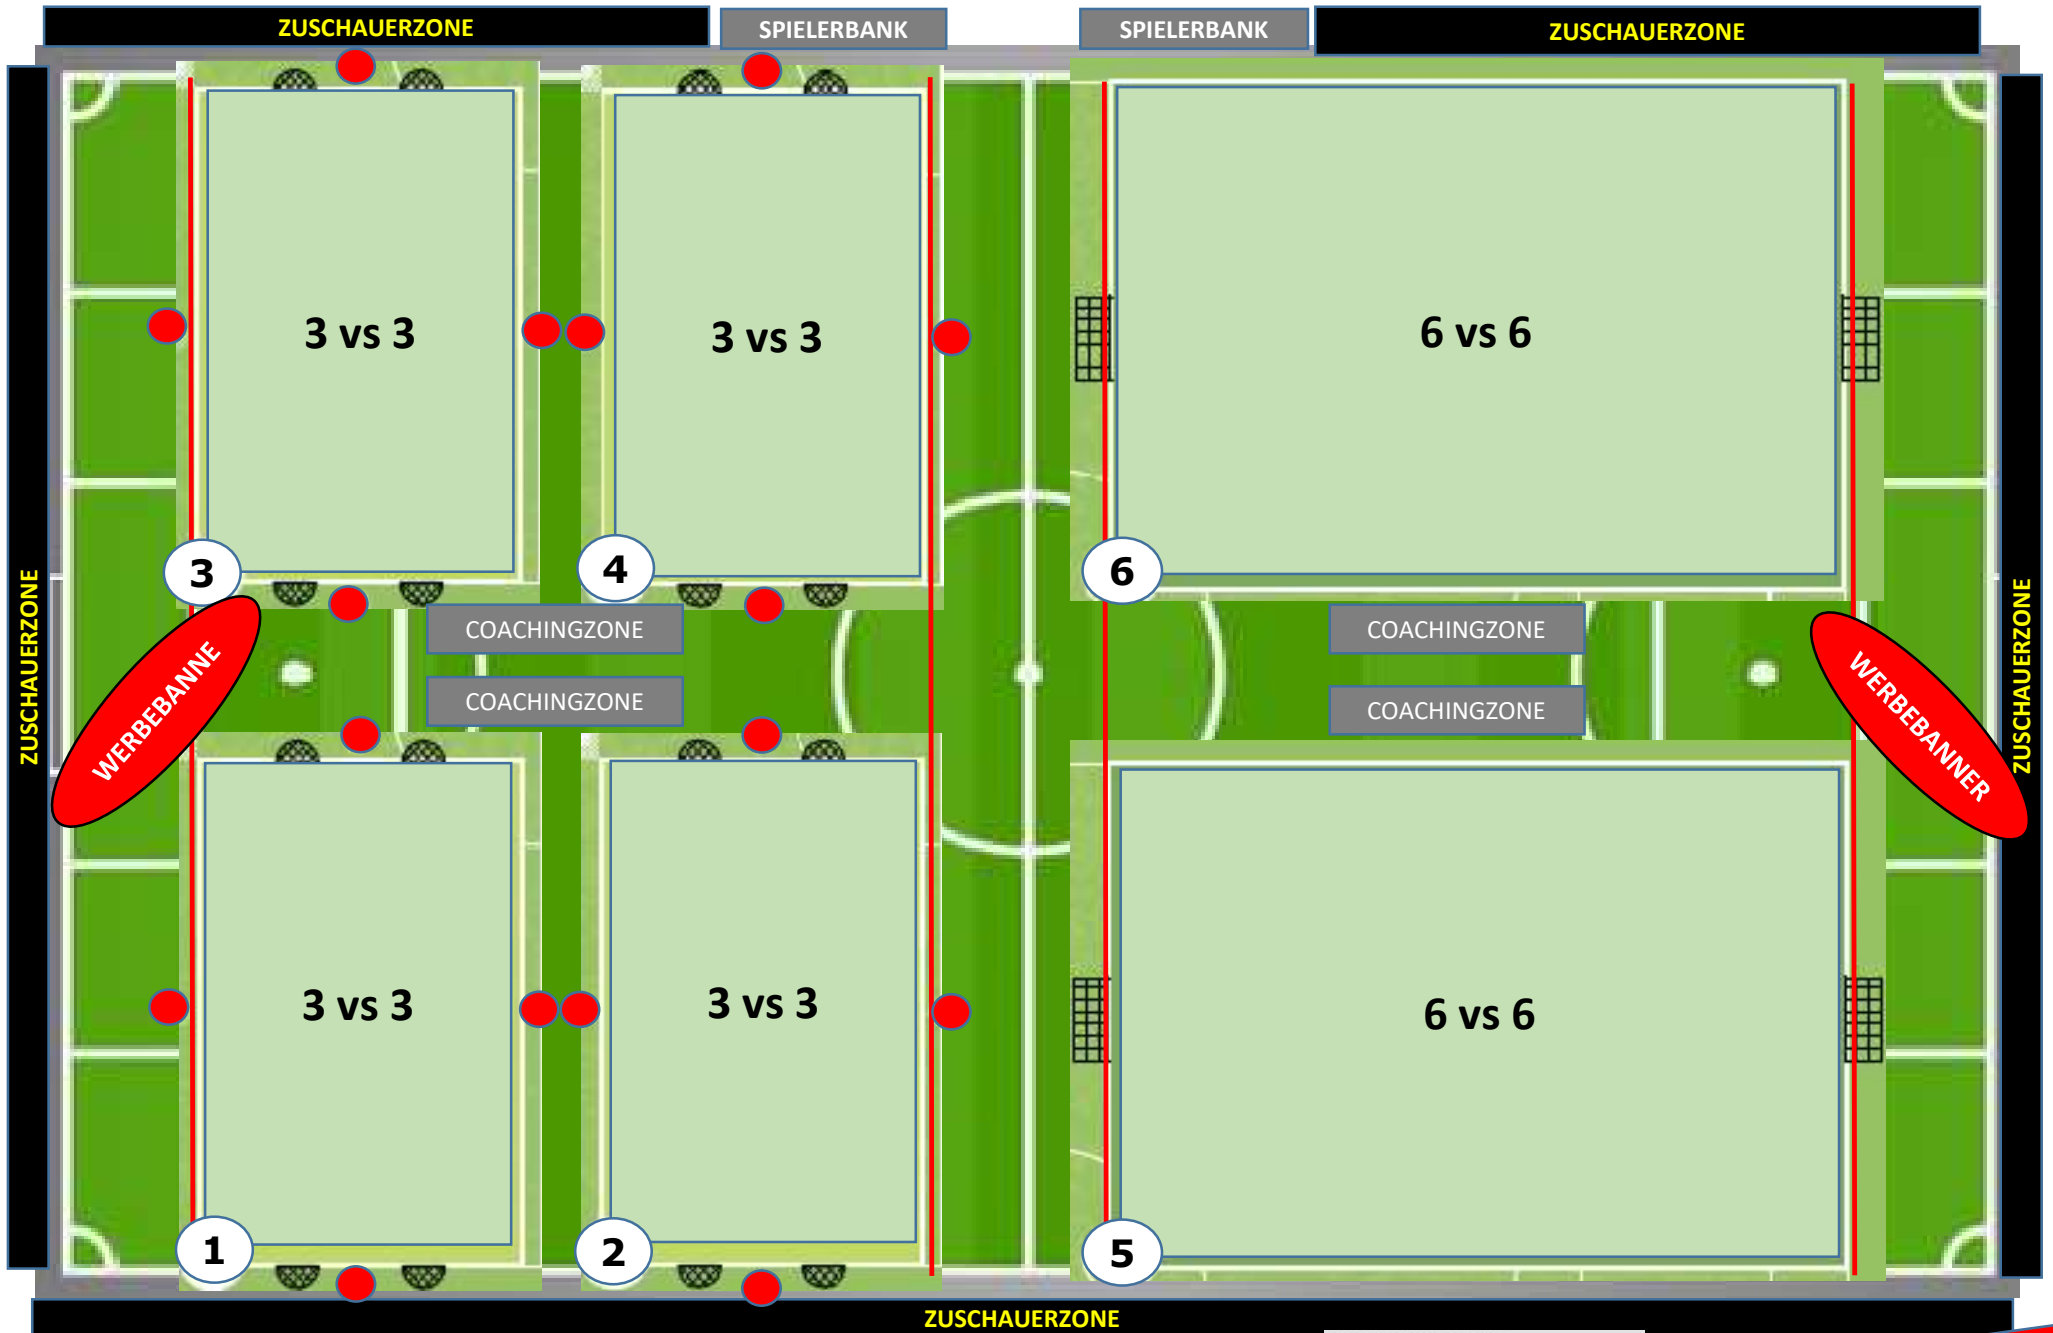 ZUSCHAUERZONE
SPIELERBANK
SPIELERBANK
ZUSCHAUERZONE
3 vs 3
3 vs 3
6 vs 6
3
4
6
ZUSCHAUERZONE
WERBEBANNE
COACHINGZONE
COACHINGZONE
COACHINGZONE
COACHINGZONE
WERBEBANNER
ZUSCHAUERZONE
3 vs 3
3 vs 3
6 vs 6
1
2
5
ZUSCHAUERZONE